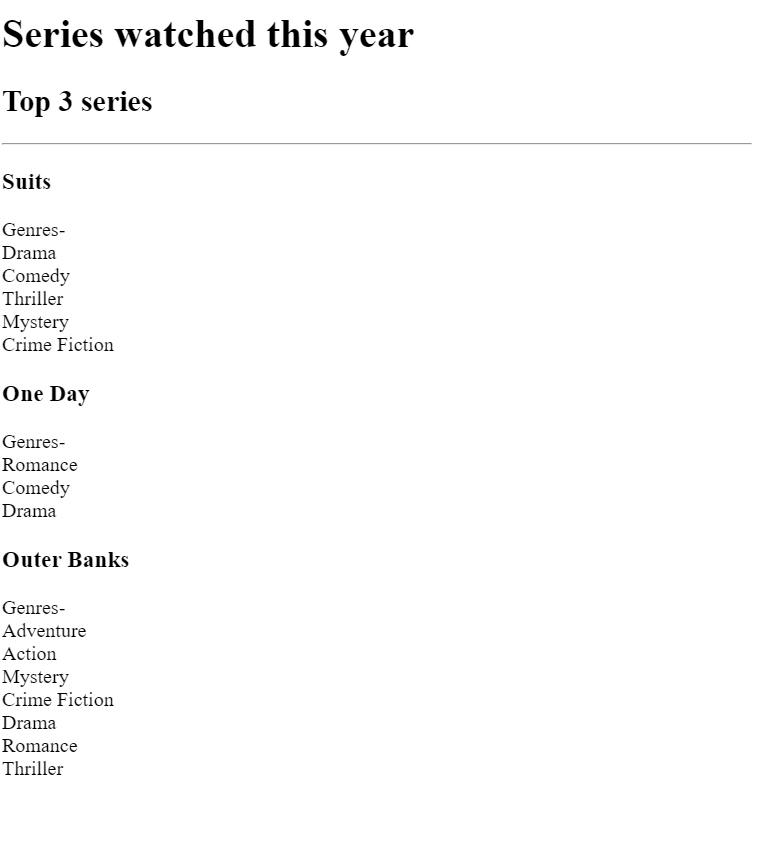 Series watched this year
Top 3 series
Suits
Genres-
Drama
Comedy
Thriller
Mystery
Crime Fiction
One Day
Genres-
Romance
Comedy
Drama
Outer Banks
Genres-
Adventure
Action
Mystery
Crime Fiction
Drama
Romance
Thriller